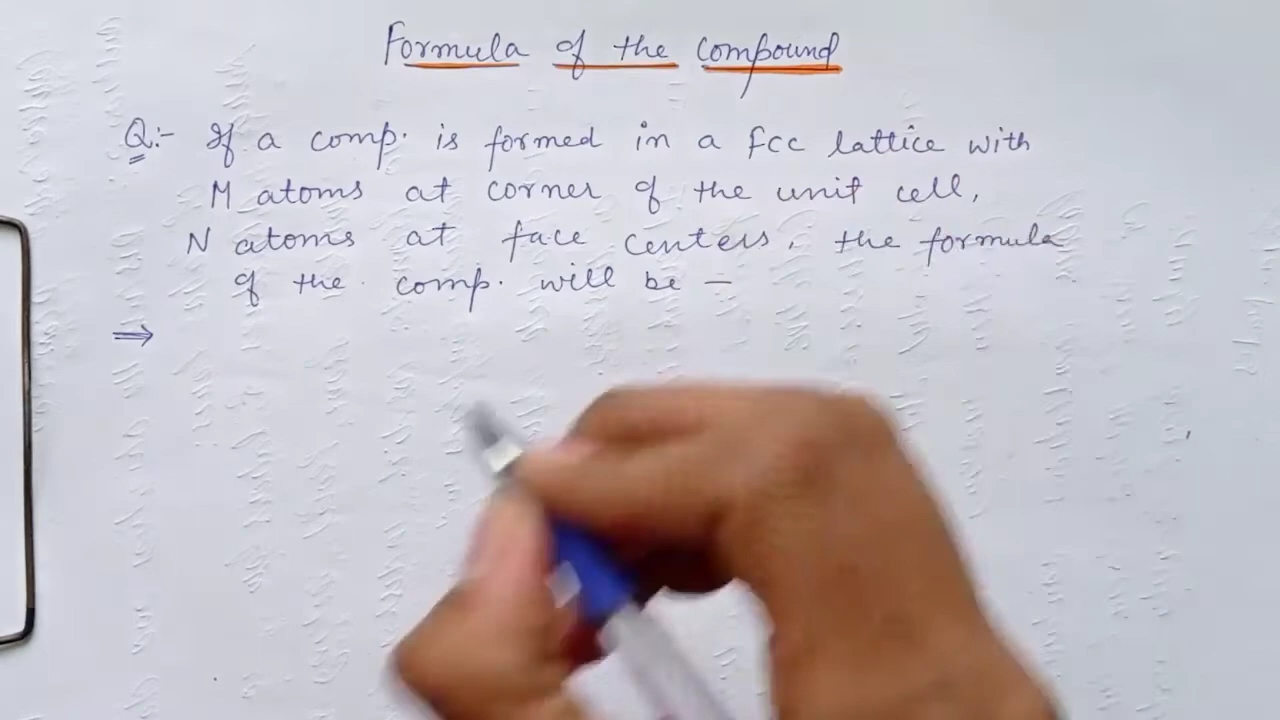 Formula of the compound
Q:- If a comp. is formed in a fcc lattice with
M atoms at corner of the unit cell,
N atoms at face centers, the formula
of the comp. will be -
⇒